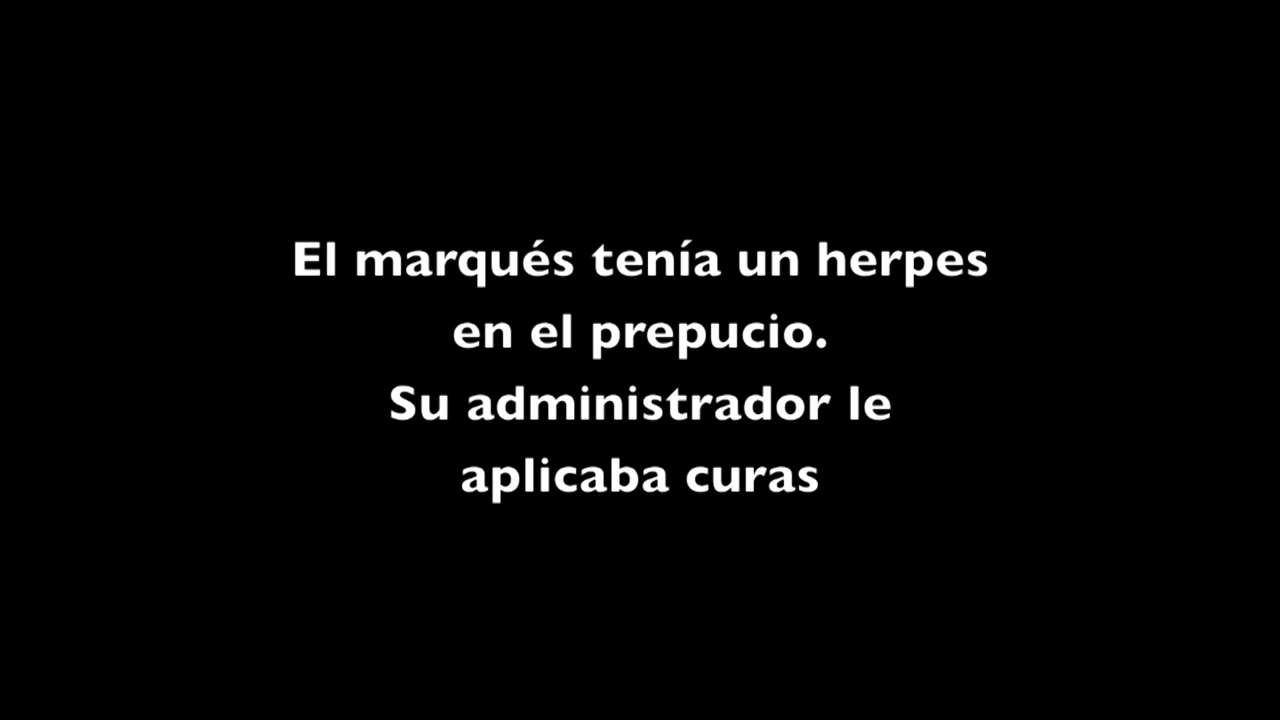 El marqués tenía un herpes
en el prepucio.
Su administrador le
aplicaba curas